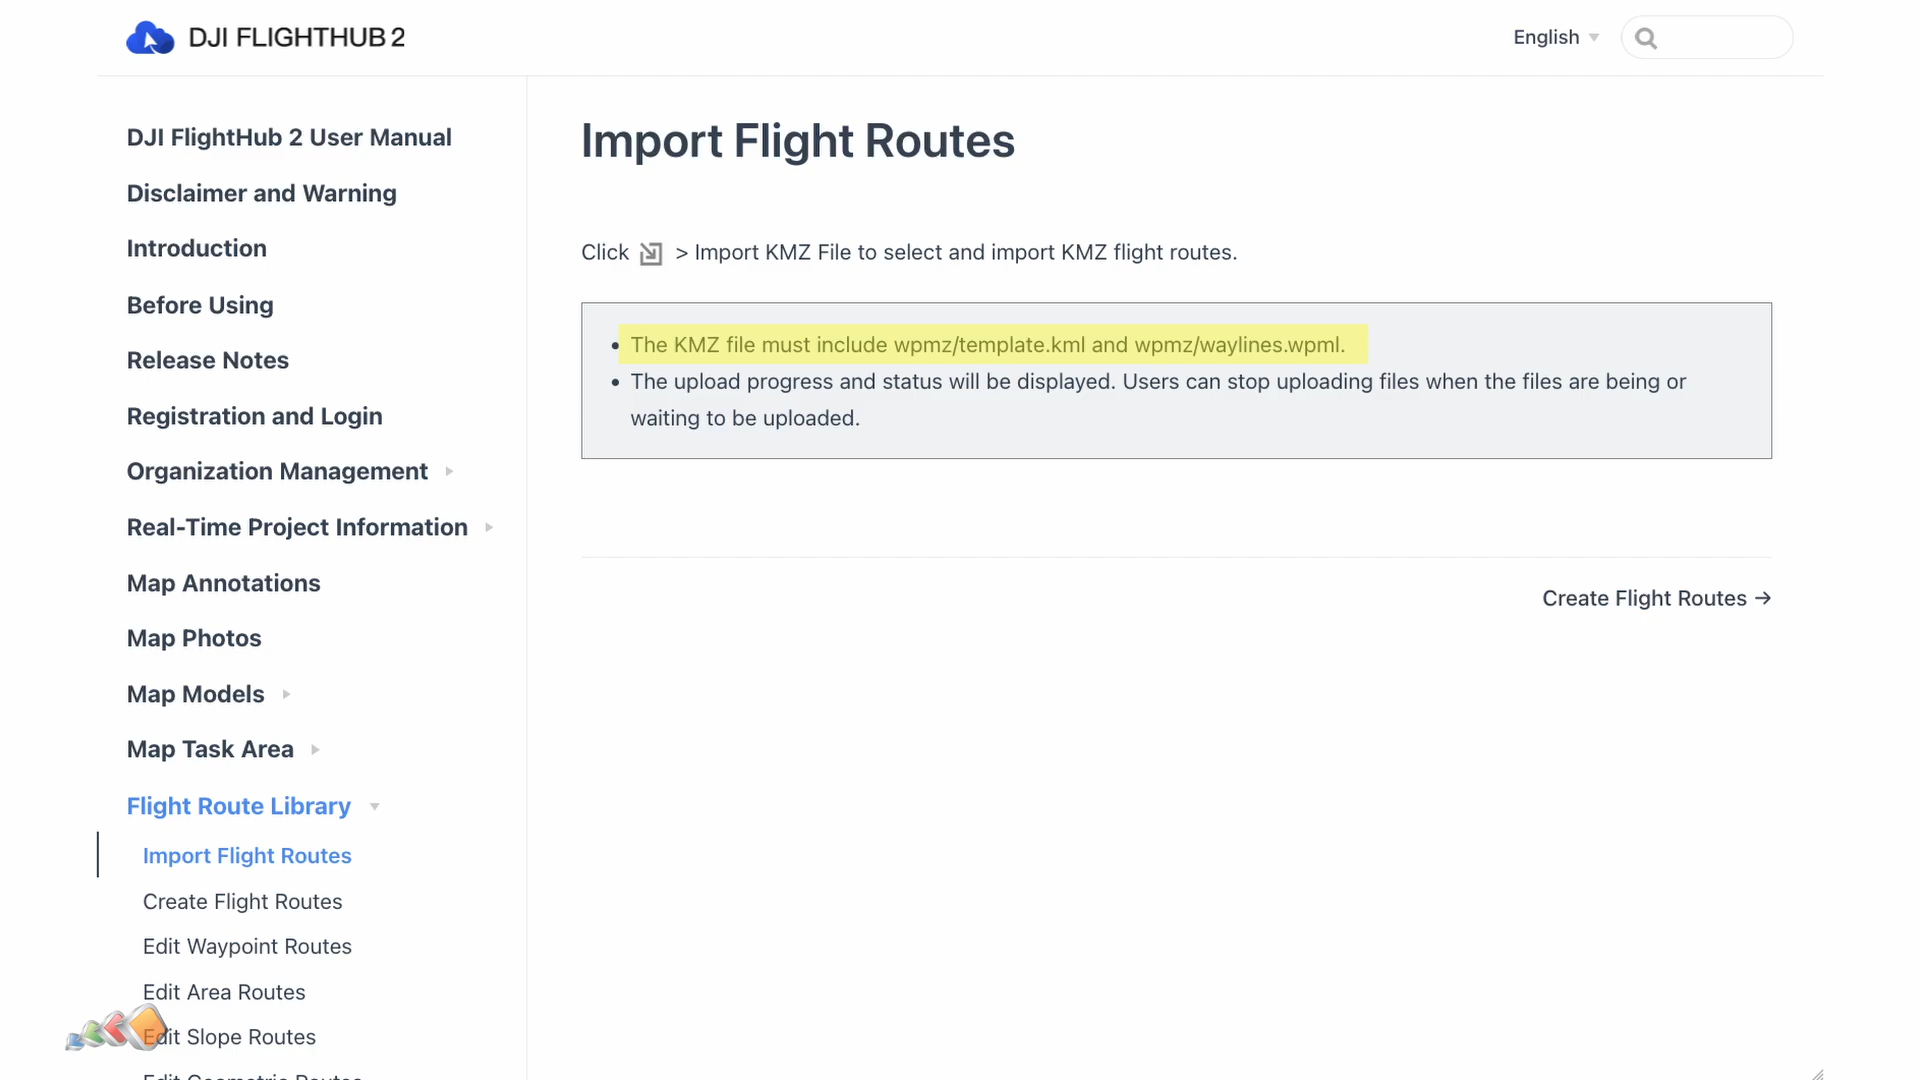 DJI FLIGHTHUB 2
English
DJI FlightHub 2 User Manual
Disclaimer and Warning
Introduction
Before Using
Release Notes
Registration and Login
Organization Management
Real-Time Project Information
Map Annotations
Map Photos
Map Models
Map Task Area
Flight Route Library
Import Flight Routes
Create Flight Routes
Edit Waypoint Routes
Edit Area Routes
Edit Slope Routes
Edit Geometric Routes
Import Flight Routes
Click > Import KMZ File to select and import KMZ flight routes.
• The KMZ file must include wpmz/template.kml and wpmz/waylines.wpml.
• The upload progress and status will be displayed. Users can stop uploading files when the files are being or
waiting to be uploaded.
Create Flight Routes →